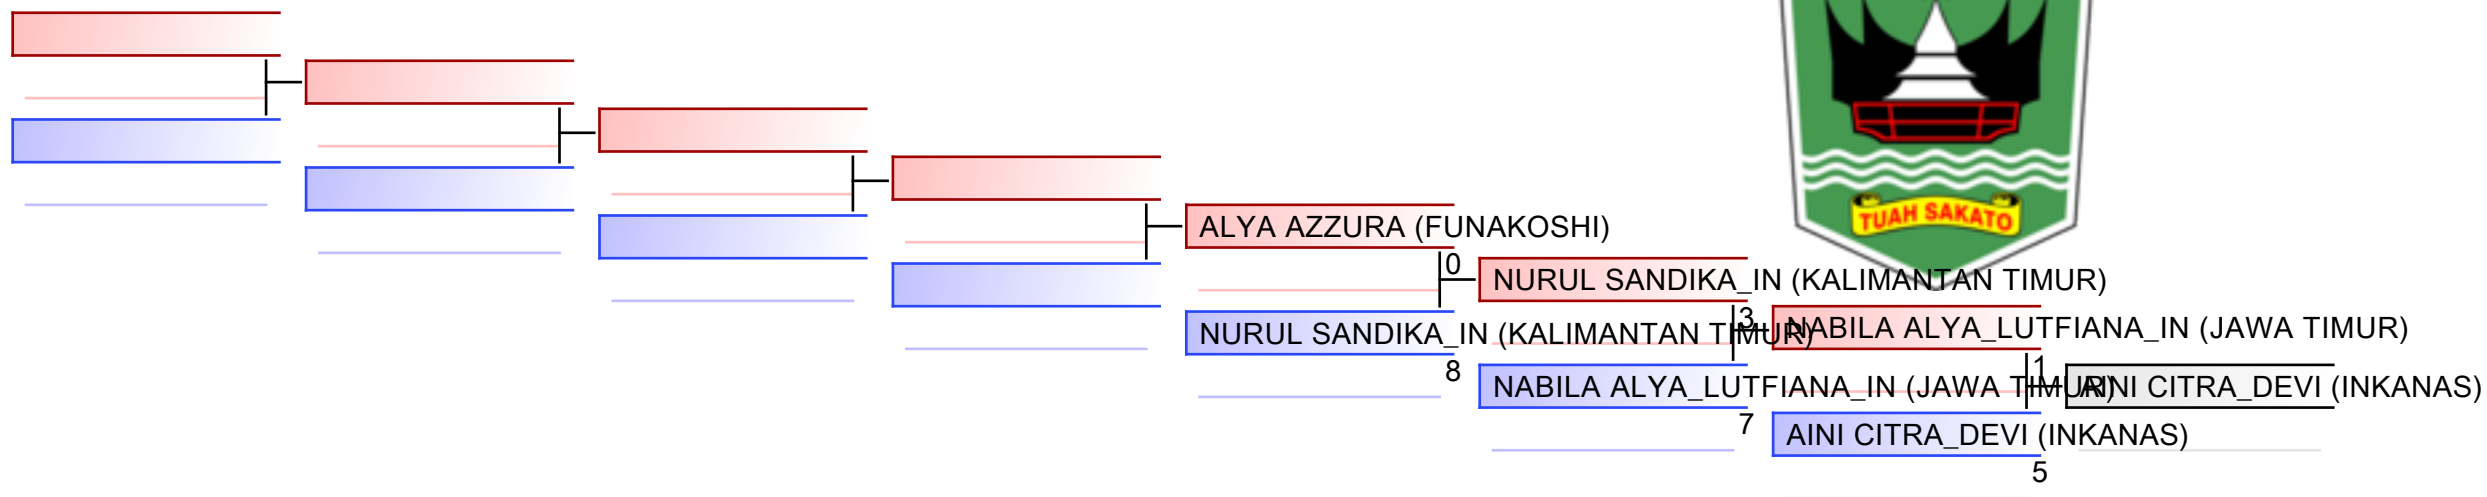 TUAH SAKATO
ALYA AZZURA (FUNAKOSHI)
0
NURUL SANDIKA_IN (KALIMANTAN TIMUR)
NURUL SANDIKA_IN (KALIMANTAN TIMUR)
8
3
NABILA ALYA_LUTFIANA_IN (JAWA TIMUR)
NABILA ALYA_LUTFIANA_IN (JAWA TIMUR)
7
1
AINI CITRA_DEVI (INKANAS)
AINI CITRA_DEVI (INKANAS)
5